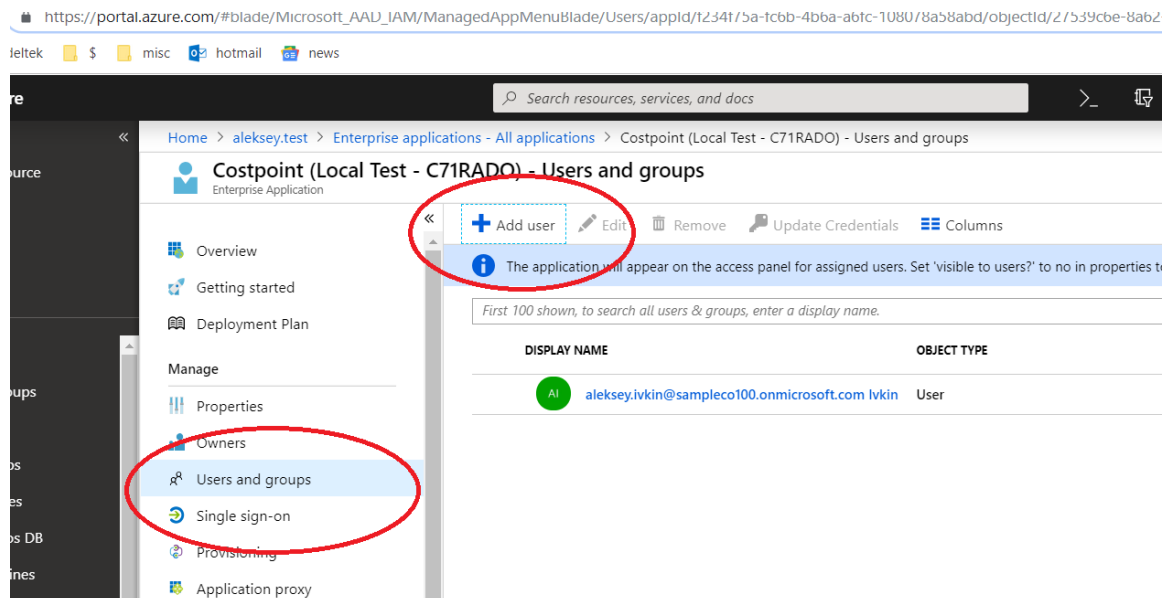 https://portal.azure.com/#blade/Microsoft_AAD_IAM/ManagedAppMenuBlade/Users/appId/f234f75a-fc6b-4b6a-a6fc-108078a58abd/objectId/27539c6e-8a62
deltek $ misc hotmail news
re
Search resources, services, and docs
Home > aleksey.test > Enterprise applications - All applications > Costpoint (Local Test - C71RADO) - Users and groups
Costpoint (Local Test - C71RADO) - Users and groups
Enterprise Application
ource
Add user Edit Remove Update Credentials Columns
Overview
The application will appear on the access panel for assigned users. Set 'visible to users?' to no in properties to
Getting started
First 100 shown, to search all users & groups, enter a display name.
Deployment Plan
DISPLAY NAME OBJECT TYPE
Manage
oups
AI aleksey.ivkin@sampleco100.onmicrosoft.com Ivkin User
Properties
Owners
os
Users and groups
es
Single sign-on
os DB
Provisioning
ines
Application proxy